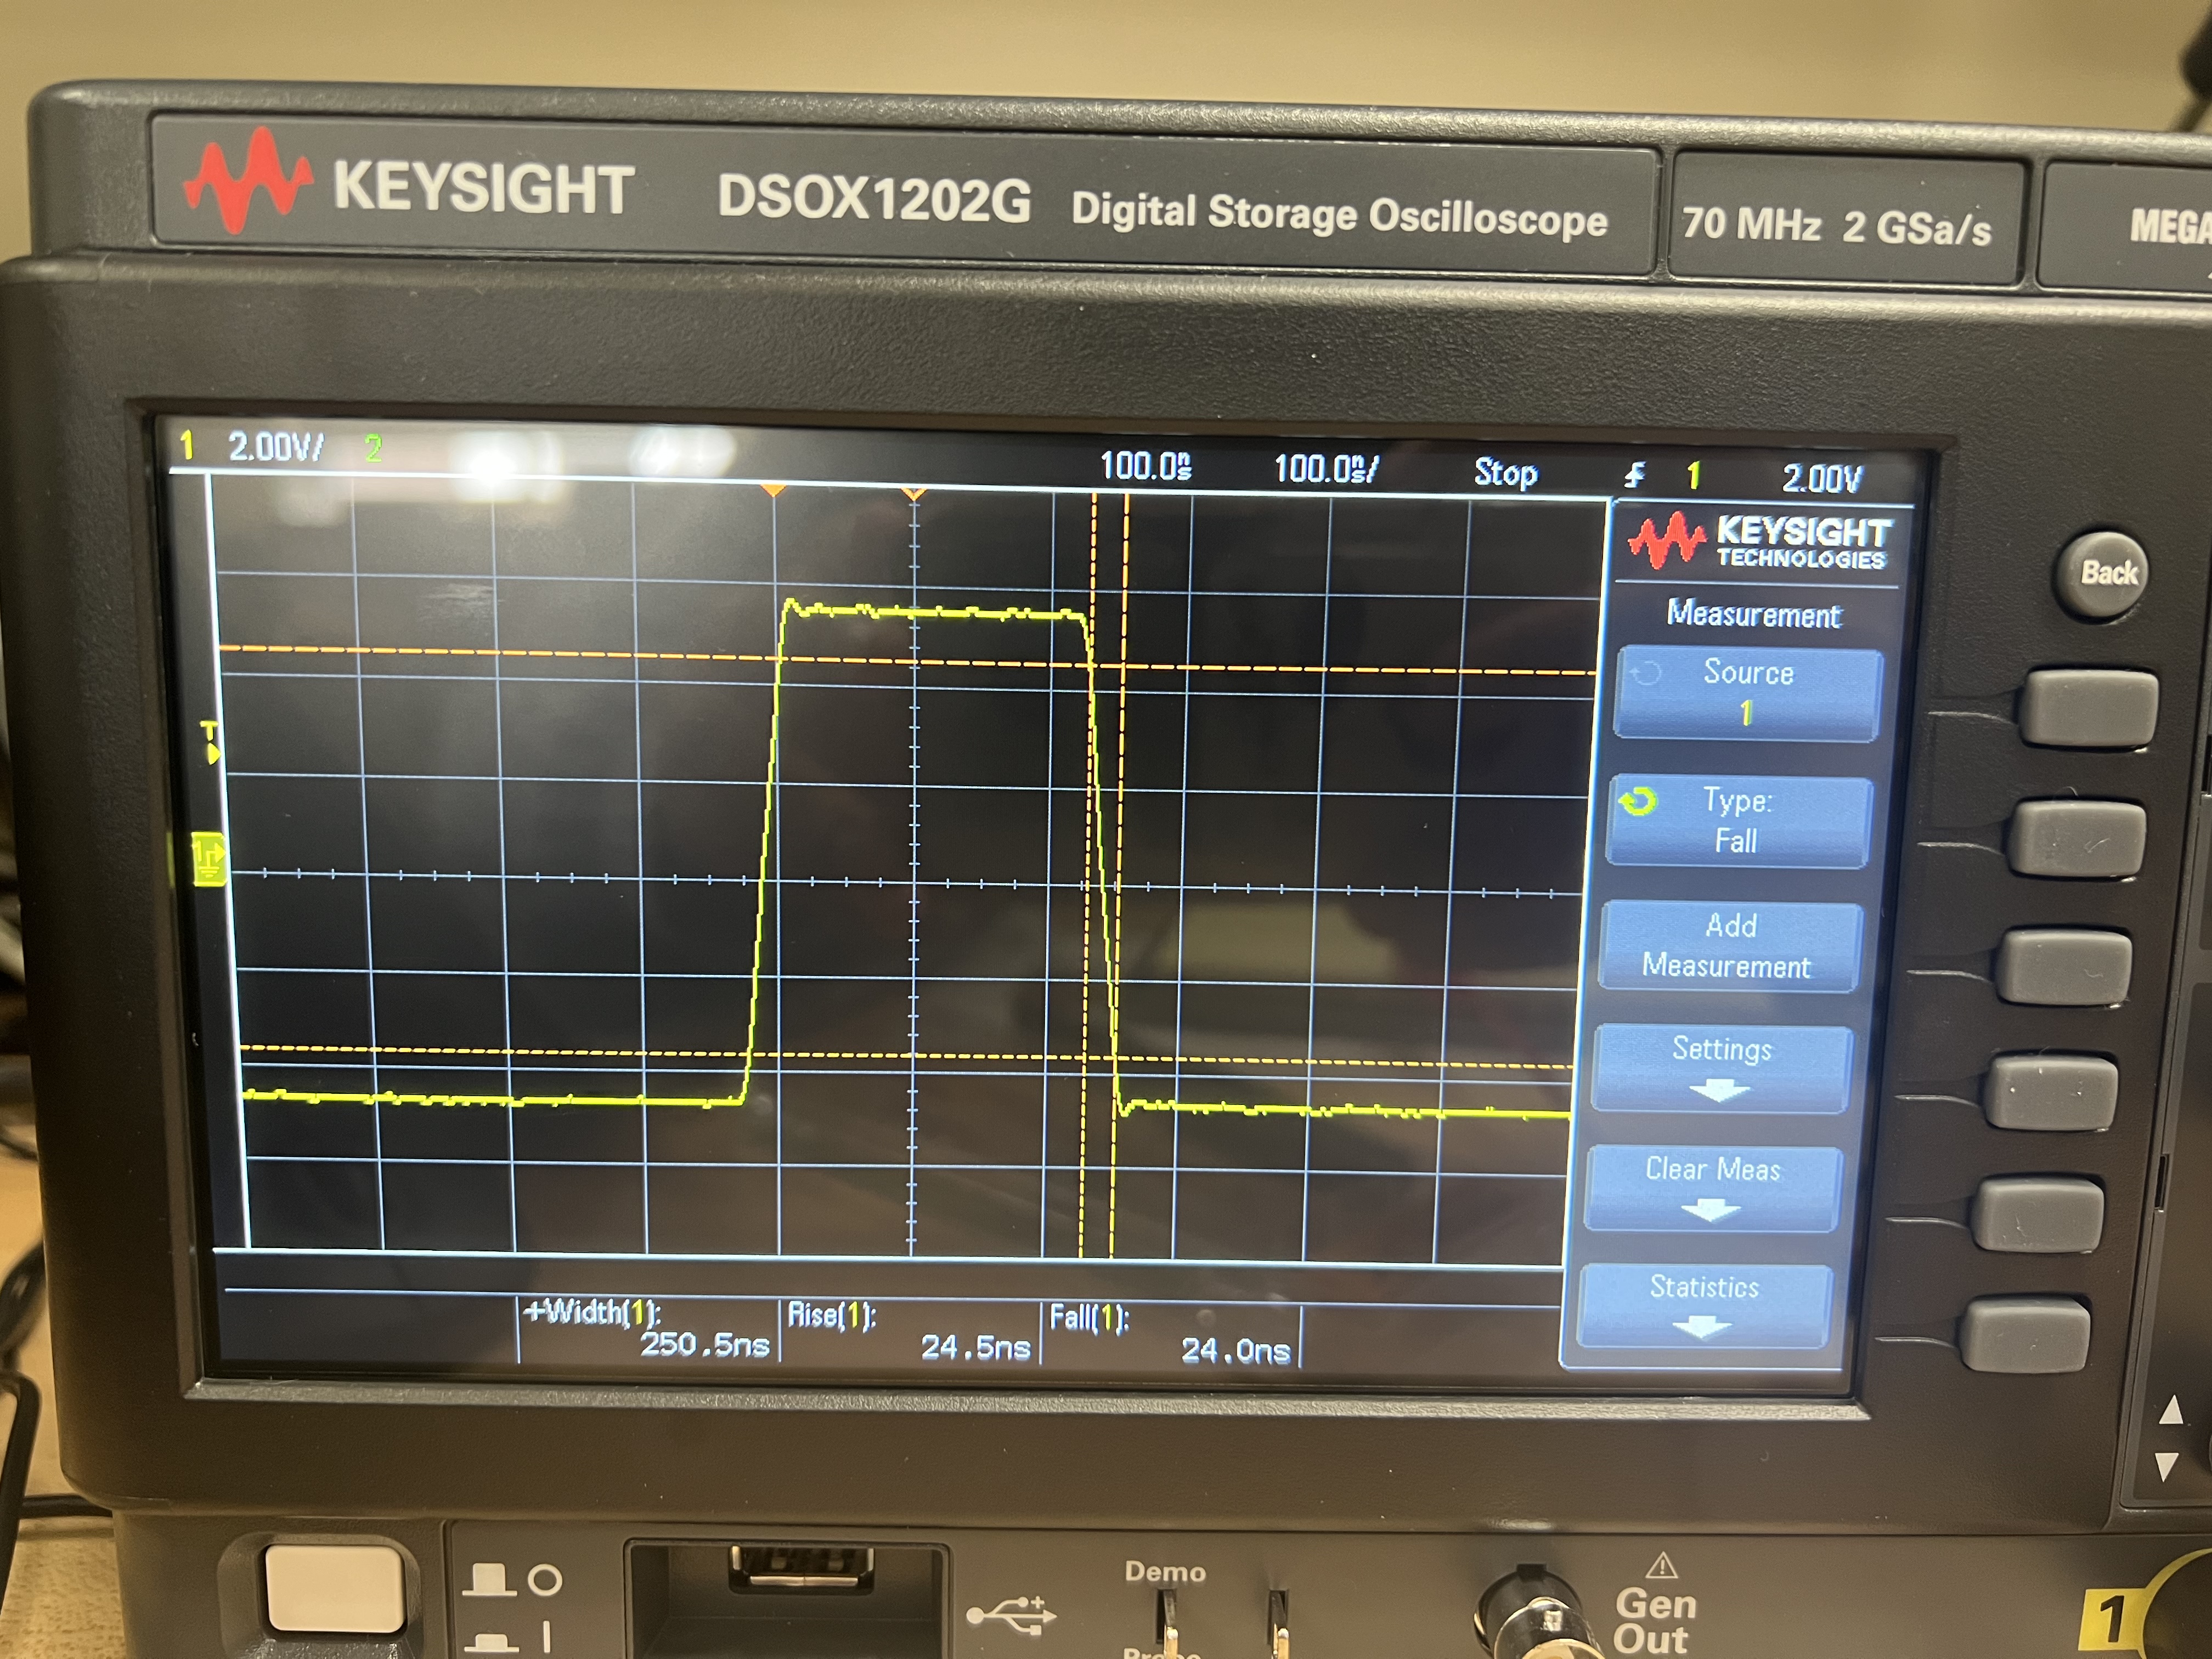 KEYSIGHT DSOX1202G Digital Storage Oscilloscope 70 MHz 2 GSa/s
1 2.00V/ 2 100.0ns 100.0ns/ Stop 1 2.00V
KEYSIGHT
TECHNOLOGIES
Measurement
Source
1
Type:
Fall
Add
Measurement
Settings
Clear Meas
Statistics
T
1
+Width(1): Rise(1): Fall(1):
250.5ns 24.5ns 24.0ns
Back
Demo
Gen
Out
1